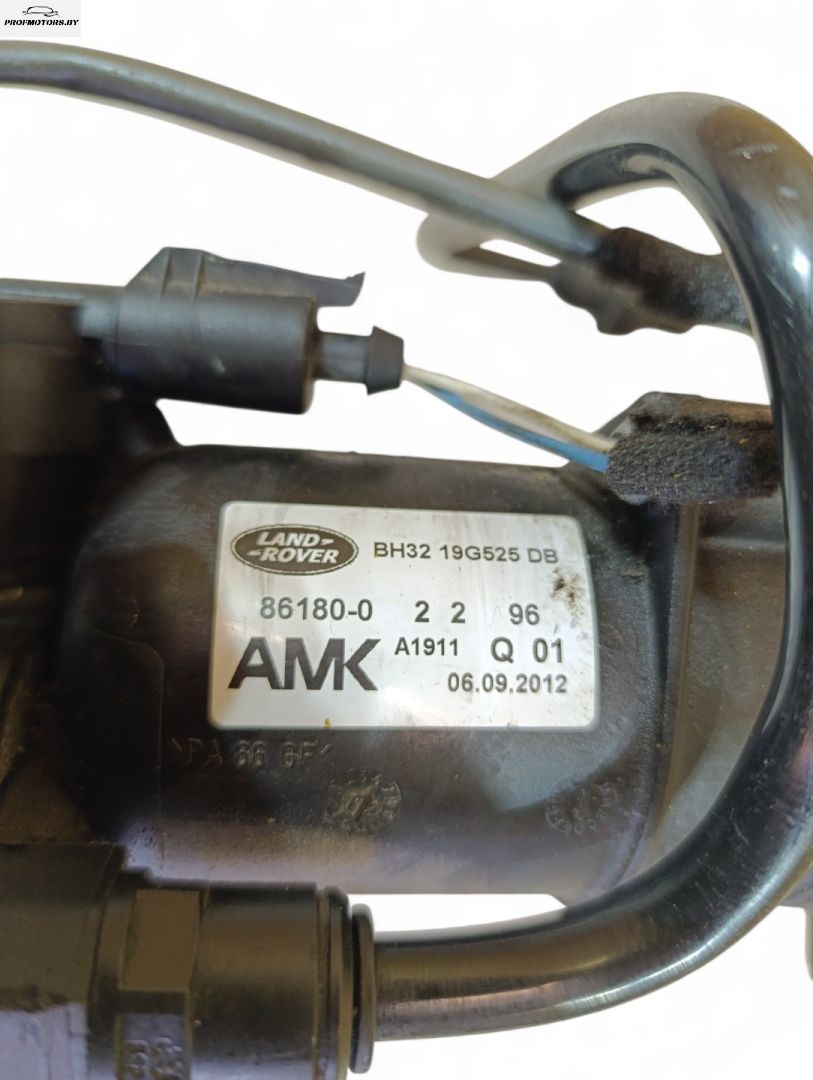 PROFMOTORS.BY
LAND-
-ROVER
BH32 19G525 DB
86180-0 2 2 96
AMK A1911 Q 01
06.09.2012
>PA 66 GF<